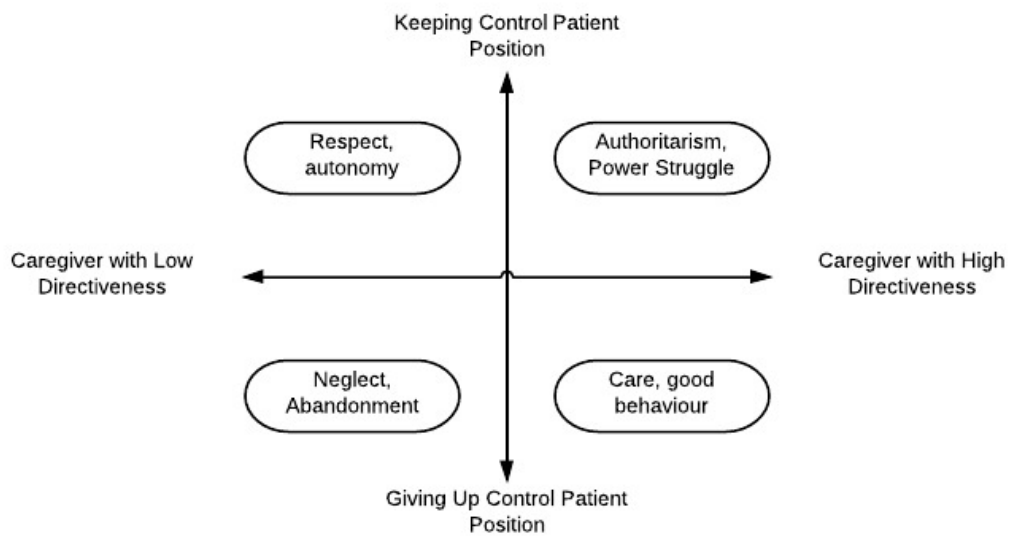 Keeping Control Patient
Position
Respect,
autonomy
Authoritarism,
Power Struggle
Caregiver with Low
Directiveness
Caregiver with High
Directiveness
Neglect,
Abandonment
Care, good
behaviour
Giving Up Control Patient
Position